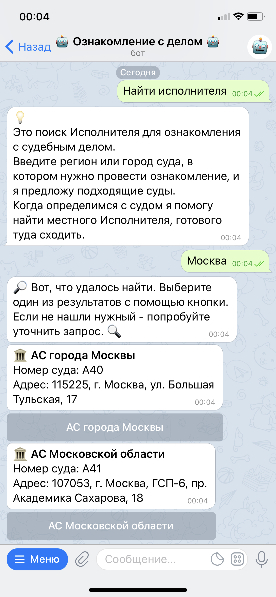 00:04
Назад
Ознакомление с делом
бот
Сегодня
Найти исполнителя 00:04
Это поиск Исполнителя для ознакомления
с судебным делом.
Введите регион или город суда, в
котором нужно провести ознакомление, и
я предложу подходящие суды.
Когда определимся с судом я помогу
найти местного Исполнителя, готового
туда сходить.
00:04
Москва 00:04
Вот, что удалось найти. Выберите
один из результатов с помощью кнопки.
Если не нашли нужный - попробуйте
уточнить запрос.
00:04
АС города Москвы
Номер суда: А40
Адрес: 115225, г. Москва, ул. Большая
Тульская, 17
00:04
АС города Москвы
АС Московской области
Номер суда: А41
Адрес: 107053, г. Москва, ГСП-6, пр.
Академика Сахарова, 18
00:04
АС Московской области
Меню
Сообщение...